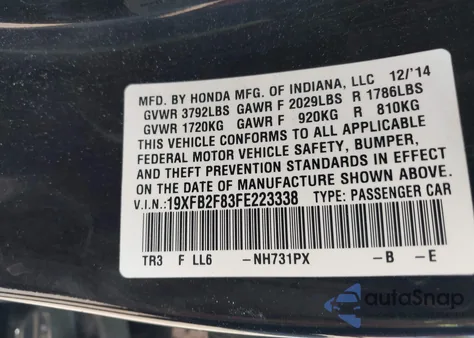 MFD. BY HONDA MFG. OF INDIANA, LLC 12/'14
GVWR 3792LBS GAWR F 2029LBS R 1786LBS
GVWR 1720KG GAWR F 920KG R 810KG
THIS VEHICLE CONFORMS TO ALL APPLICABLE
FEDERAL MOTOR VEHICLE SAFETY, BUMPER,
AND THEFT PREVENTION STANDARDS IN EFFECT
ON THE DATE OF MANUFACTURE SHOWN ABOVE.
V.I.N.:19XFB2F83FE223338 TYPE: PASSENGER CAR
TR3 F LL6 -NH731PX -B -E
autoSnap